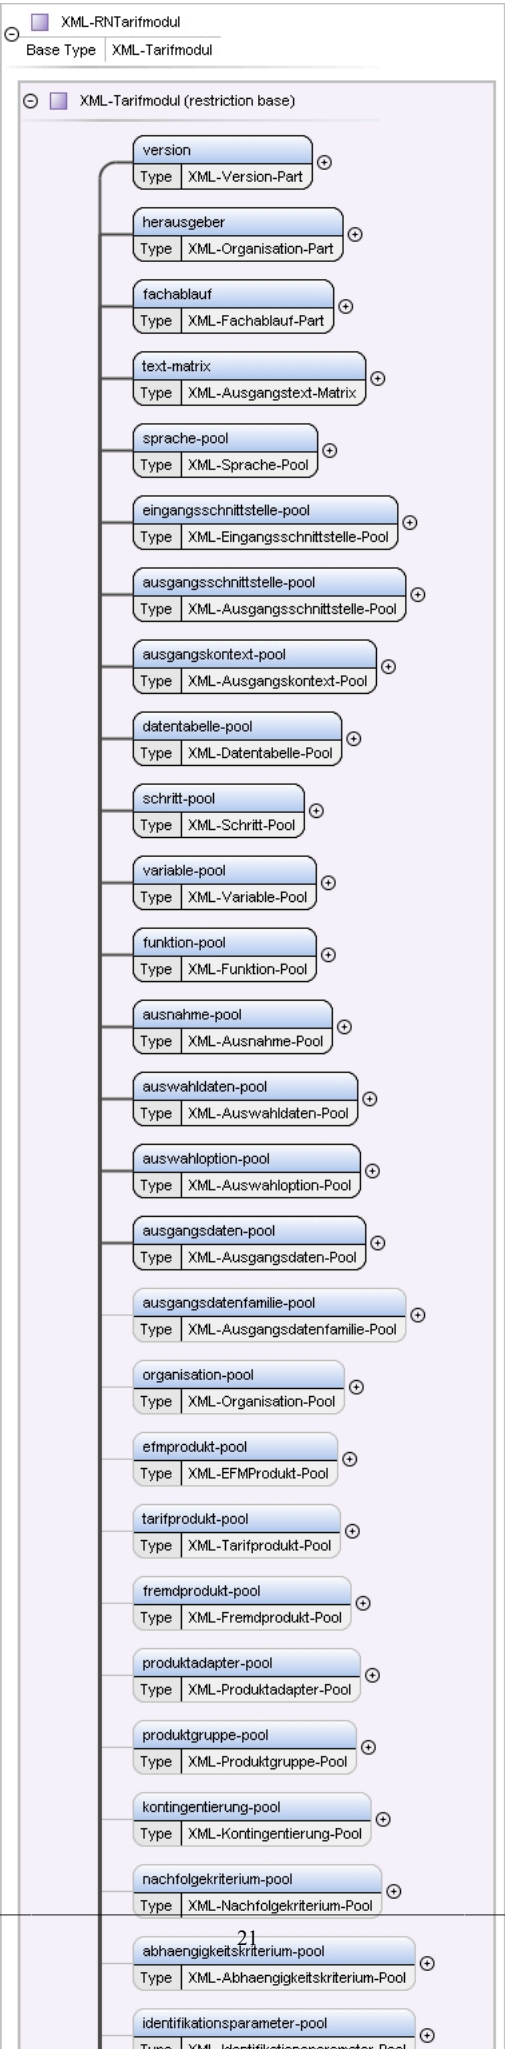 XML-RNTarifmodul
Base Type XML-Tarifmodul
XML-Tarifmodul (restriction base)
version
Type XML-Version-Part
herausgeber
Type XML-Organisation-Part
fachablauf
Type XML-Fachablauf-Part
text-matrix
Type XML-Ausgangstext-Matrix
sprache-pool
Type XML-Sprache-Pool
eingangsschnittstelle-pool
Type XML-Eingangsschnittstelle-Pool
ausgangsschnittstelle-pool
Type XML-Ausgangsschnittstelle-Pool
ausgangskontext-pool
Type XML-Ausgangskontext-Pool
datentabelle-pool
Type XML-Datentabelle-Pool
schritt-pool
Type XML-Schritt-Pool
variable-pool
Type XML-Variable-Pool
funktion-pool
Type XML-Funktion-Pool
ausnahme-pool
Type XML-Ausnahme-Pool
auswahldaten-pool
Type XML-Auswahldaten-Pool
auswahloption-pool
Type XML-Auswahloption-Pool
ausgangsdaten-pool
Type XML-Ausgangsdaten-Pool
ausgangsdatenfamilie-pool
Type XML-Ausgangsdatenfamilie-Pool
organisation-pool
Type XML-Organisation-Pool
efmprodukt-pool
Type XML-EFMProdukt-Pool
tarifprodukt-pool
Type XML-Tarifprodukt-Pool
fremdprodukt-pool
Type XML-Fremdprodukt-Pool
produktadapter-pool
Type XML-Produktadapter-Pool
produktgruppe-pool
Type XML-Produktgruppe-Pool
kontingentierung-pool
Type XML-Kontingentierung-Pool
nachfolgekriterium-pool
Type XML-Nachfolgekriterium-Pool
21
abhaengigkeitskriterium-pool
Type XML-Abhaengigkeitskriterium-Pool
identifikationsparameter-pool
Type XML-Identifikationsparameter-Pool